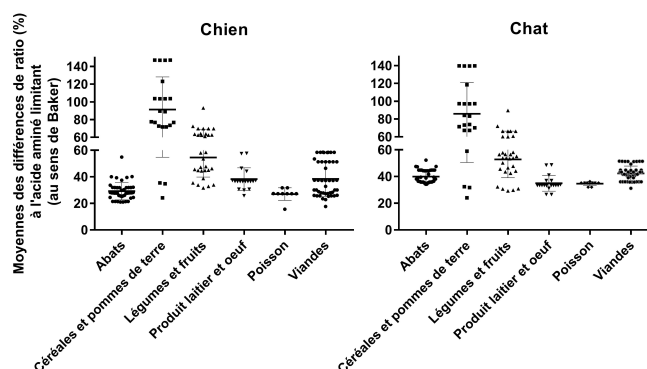 Moyennes des différences de ratio (%)
à l'acide aminé limitant
(au sens de Baker)
Chien
140
120
100
80
60
60
40
20
0
Abats
Céréales et pommes de terre
Légumes et fruits
Produit laitier et oeuf
Poisson
Viandes
Chat
140
120
100
80
60
60
40
20
0
Abats
Céréales et pommes de terre
Légumes et fruits
Produit laitier et oeuf
Poisson
Viandes